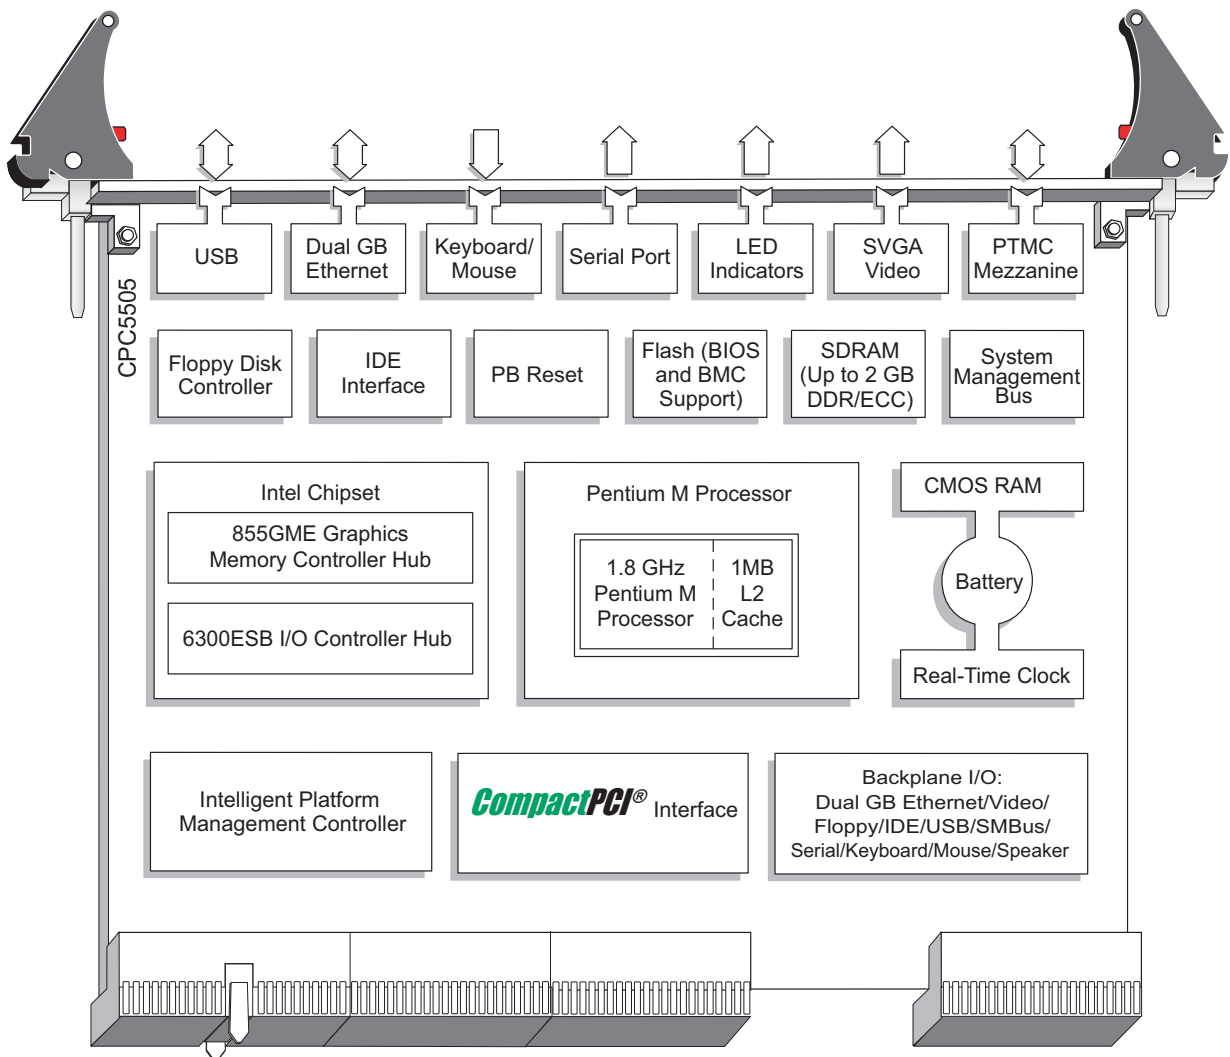 USB
Dual GB
Ethernet
Keyboard/
Mouse
Serial Port
LED
Indicators
SVGA
Video
PTMC
Mezzanine
CPC5505
Floppy Disk
Controller
IDE
Interface
PB Reset
Flash (BIOS
and BMC
Support)
SDRAM
(Up to 2 GB
DDR/ECC)
System
Management
Bus
Intel Chipset
855GME Graphics
Memory Controller Hub
6300ESB I/O Controller Hub
Pentium M Processor
1.8 GHz
Pentium M
Processor
1MB
L2
Cache
CMOS RAM
Battery
Real-Time Clock
Intelligent Platform
Management Controller
CompactPCI® Interface
Backplane I/O:
Dual GB Ethernet/Video/
Floppy/IDE/USB/SMBus/
Serial/Keyboard/Mouse/Speaker